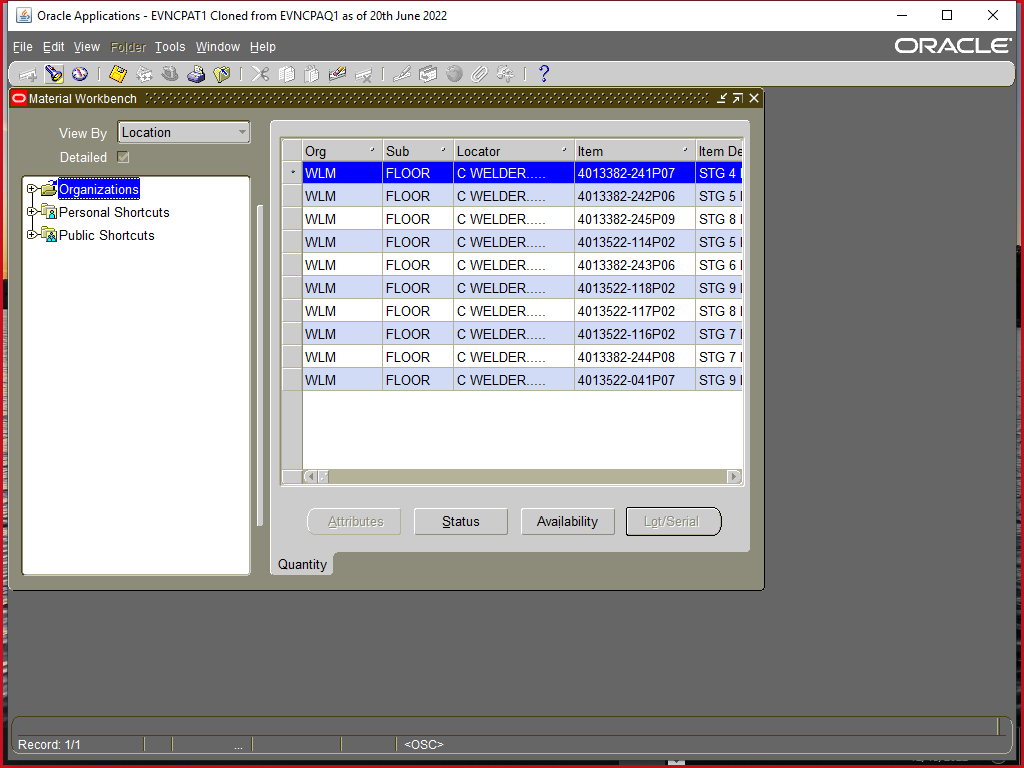 Oracle Applications - EVNCPAT1 Cloned from EVNCPAQ1 as of 20th June 2022
File Edit View Folder Tools Window Help
ORACLE
Material Workbench
View By Location
Detailed
Organizations
Personal Shortcuts
Public Shortcuts
Org Sub Locator Item Item De
WLM FLOOR C WELDER..... 4013382-241P07 STG 4
WLM FLOOR C WELDER..... 4013382-242P06 STG 5
WLM FLOOR C WELDER..... 4013382-245P09 STG 8
WLM FLOOR C WELDER..... 4013522-114P02 STG 5
WLM FLOOR C WELDER..... 4013382-243P06 STG 6
WLM FLOOR C WELDER..... 4013522-118P02 STG 9
WLM FLOOR C WELDER..... 4013522-117P02 STG 8
WLM FLOOR C WELDER..... 4013522-116P02 STG 7
WLM FLOOR C WELDER..... 4013382-244P08 STG 7
WLM FLOOR C WELDER..... 4013522-041P07 STG 9
Attributes Status Availability Lot/Serial
Quantity
Record: 1/1 ... <OSC>